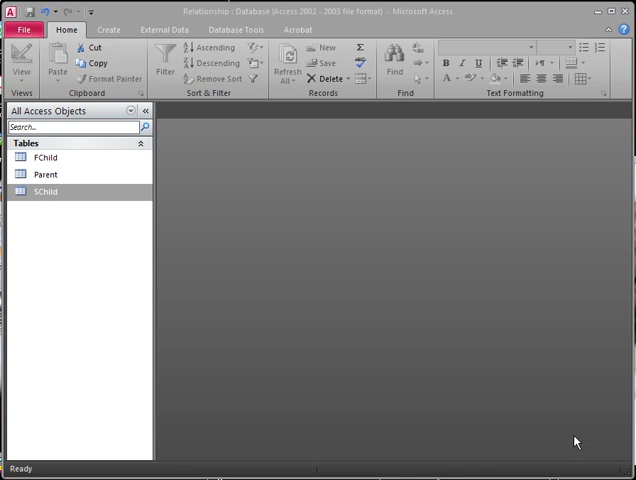 Relationship : Database (Access 2002 - 2003 file format) - Microsoft Access
File Home Create External Data Database Tools Acrobat
View
Views
Paste
Cut
Copy
Format Painter
Clipboard
Filter
Ascending
Descending
Remove Sort
Sort & Filter
Refresh
All
New
Save
Delete
Records
Find
Find
B I U
A
Text Formatting
All Access Objects
Search...
Tables
FChild
Parent
SChild
Ready